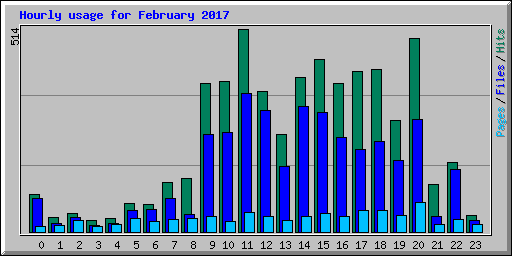 Hourly usage for February 2017
514
Pages / Files / Hits
0 1 2 3 4 5 6 7 8 9 10 11 12 13 14 15 16 17 18 19 20 21 22 23